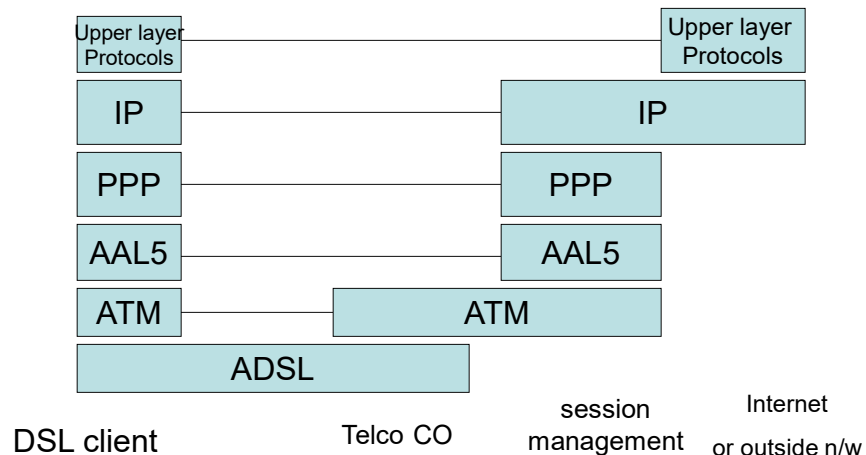 Upper layer
Protocols
Upper layer
Protocols
IP
IP
PPP
PPP
AAL5
AAL5
ATM
ATM
ADSL
DSL client
Telco CO
session
management
Internet
or outside n/w